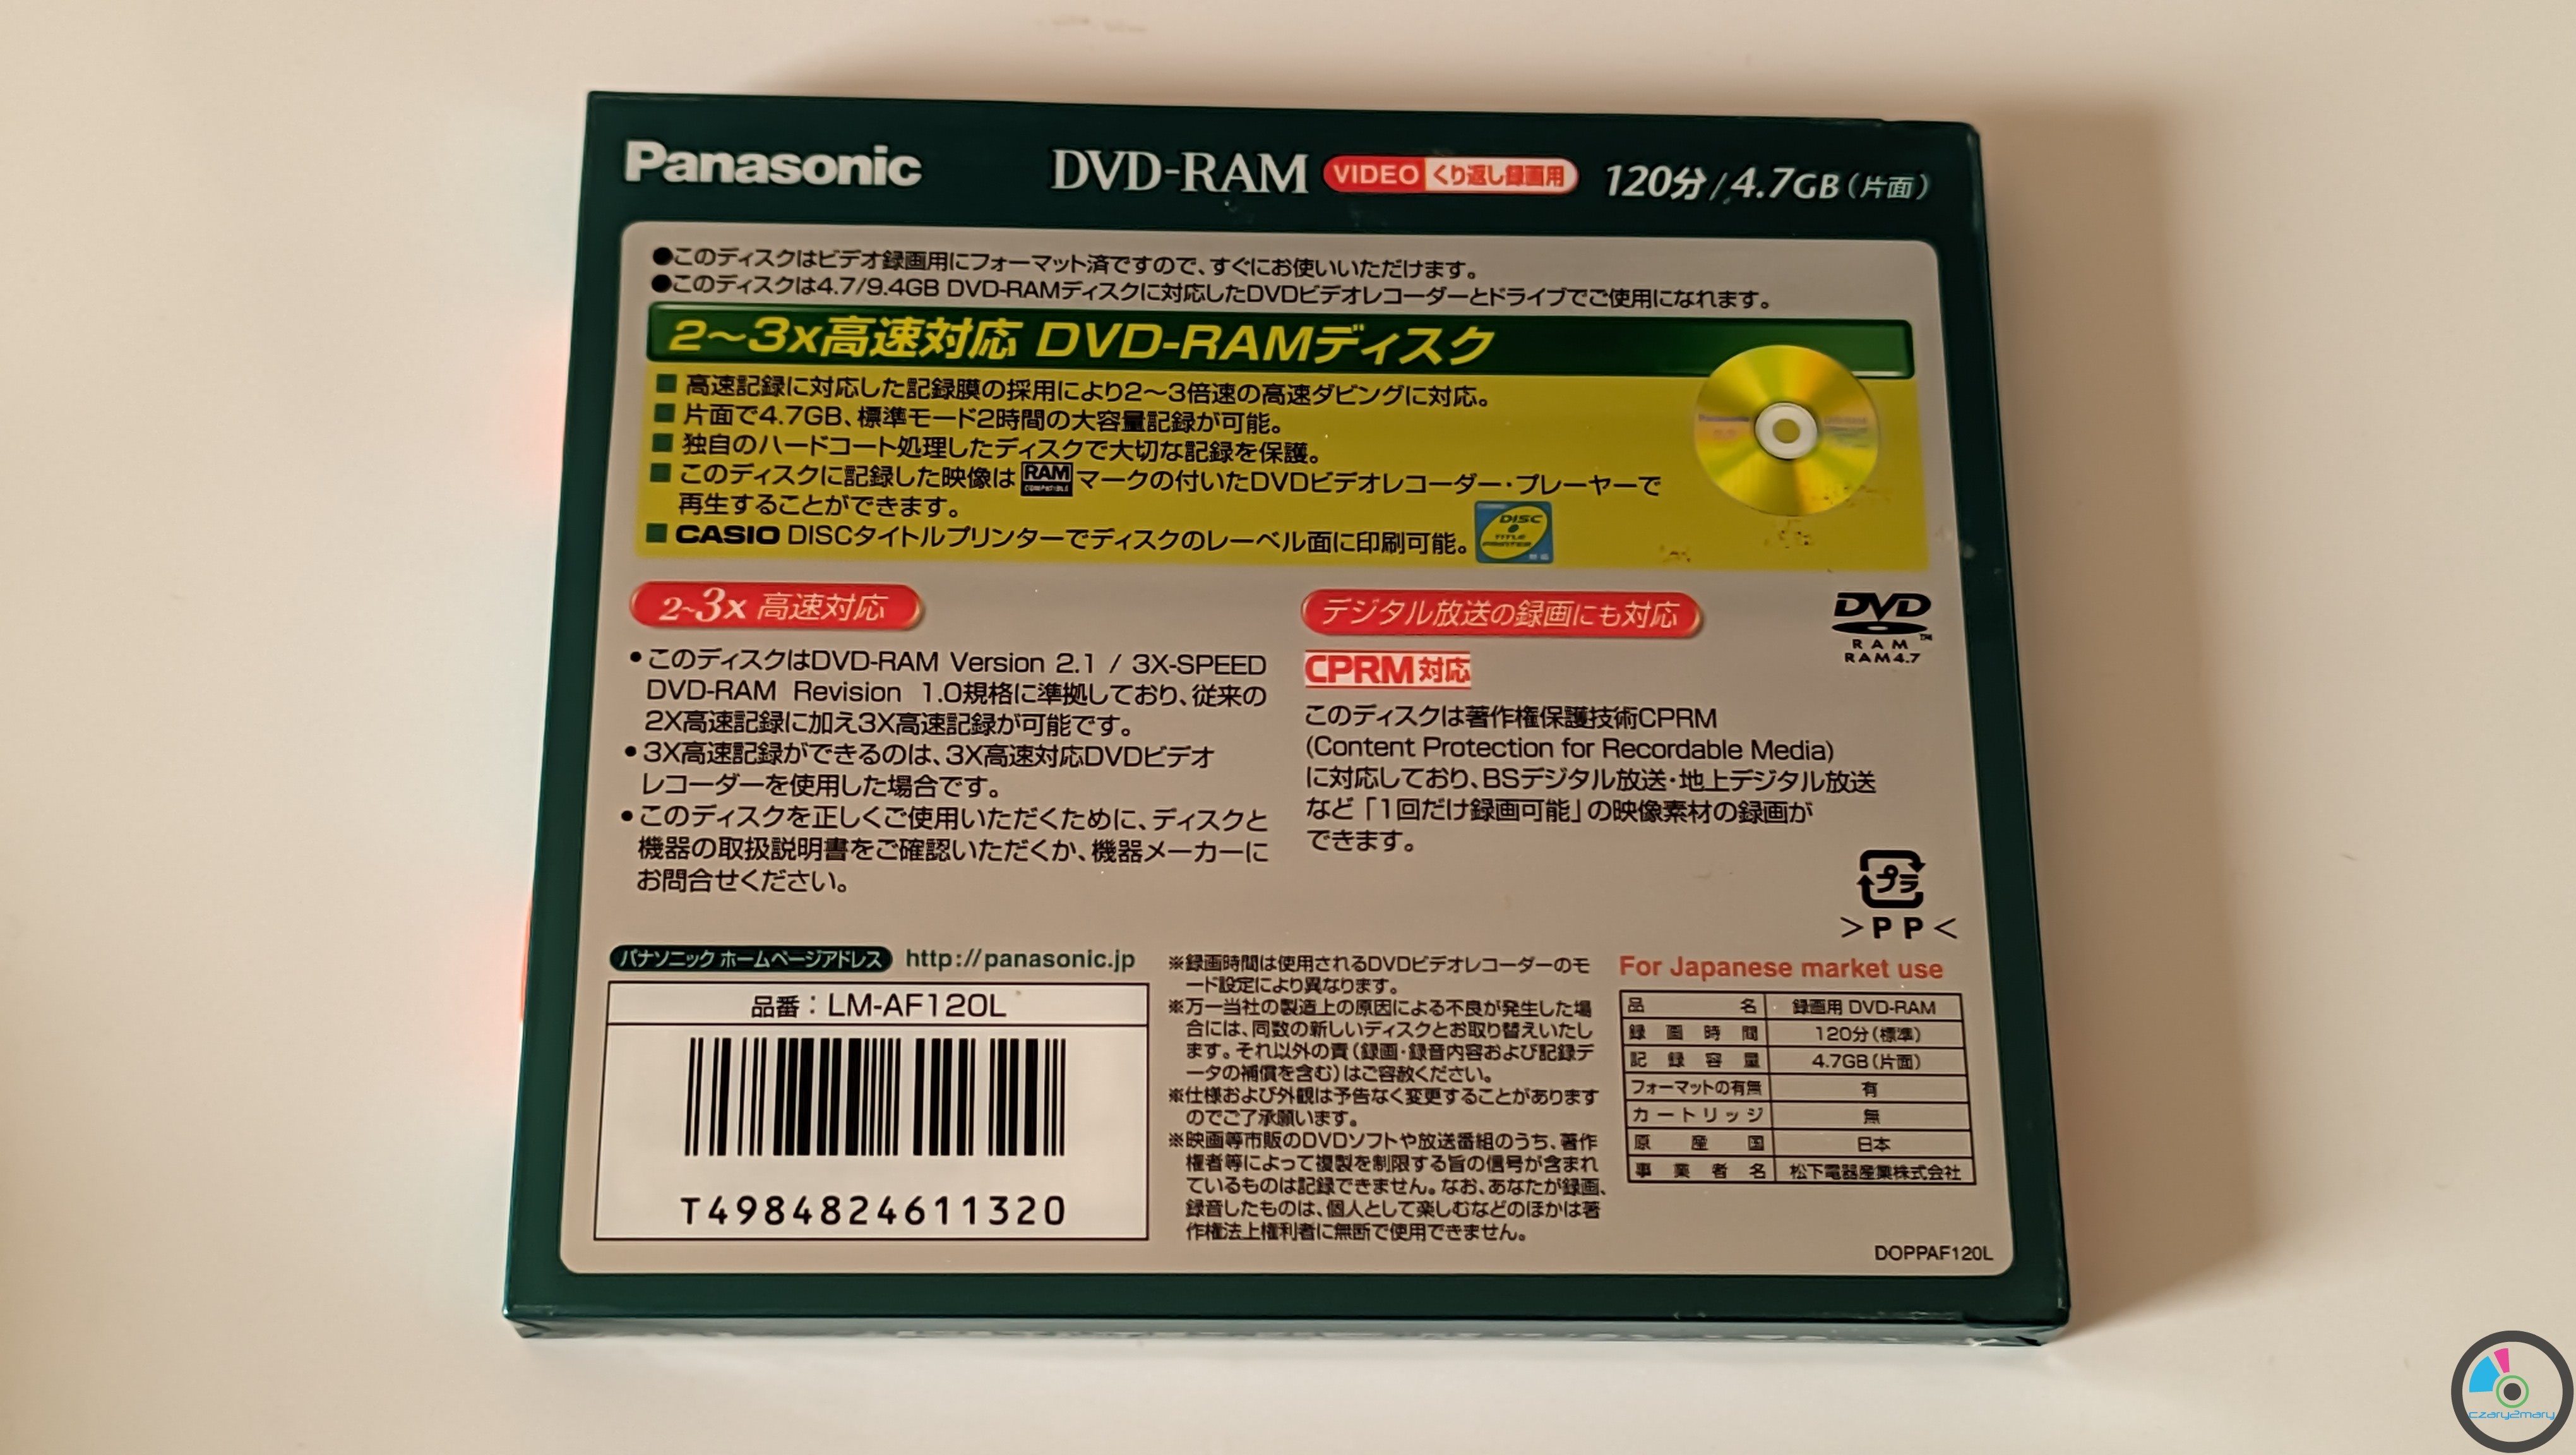 Panasonic DVD-RAM VIDEO くり返し録画用 120分/4.7GB(片面)
●このディスクはビデオ録画用にフォーマット済ですので、すぐにお使いいただけます。
●このディスクは4.7/9.4GB DVD-RAMディスクに対応したDVDビデオレコーダーとドライブでご使用になれます。
2〜3x高速対応 DVD-RAMディスク
■ 高速記録に対応した記録膜の採用により2〜3倍速の高速ダビングに対応。
■ 片面で4.7GB、標準モード2時間の大容量記録が可能。
■ 独自のハードコート処理したディスクで大切な記録を保護。
■ このディスクに記録した映像は RAM COMPATIBLE マークの付いたDVDビデオレコーダー・プレーヤーで
再生することができます。
■ CASIO DISCタイトルプリンターでディスクのレーベル面に印刷可能。
DISC
TITLE
PRINTER
Panasonic
2~3x 高速対応
•このディスクはDVD-RAM Version 2.1 / 3X-SPEED
DVD-RAM Revision 1.0規格に準拠しており、従来の
2X高速記録に加え3X高速記録が可能です。
•3X高速記録ができるのは、3X高速対応DVDビデオ
レコーダーを使用した場合です。
•このディスクを正しくご使用いただくために、ディスクと
機器の取扱説明書をご確認いただくか、機器メーカーに
お問合せください。
デジタル放送の録画にも対応
CPRM対応
このディスクは著作権保護技術CPRM
(Content Protection for Recordable Media)
に対応しており、BSデジタル放送・地上デジタル放送
など「1回だけ録画可能」の映像素材の録画が
できます。
DVD
RAM™
RAM4.7
プラ
>PP<
パナソニック ホームページアドレス http://panasonic.jp
品番：LM-AF120L
T4984824611320
※録画時間は使用されるDVDビデオレコーダーのモ
ード設定により異なります。
※万一当社の製造上の原因による不良が発生した場
合には、同数の新しいディスクとお取り替えいたし
ます。それ以外の責(録画・録音内容および記録デ
ータの補償を含む)はご容赦ください。
※仕様および外観は予告なく変更することがあります
のでご了承願います。
※映画等市販のDVDソフトや放送番組のうち、著作
権者等によって複製を制限する旨の信号が含まれ
ているものは記録できません。なお、あなたが録画、
録音したものは、個人として楽しむなどのほかは著
作権法上権利者に無断で使用できません。
For Japanese market use
品名 録画用 DVD-RAM
録画時間 120分(標準)
記録容量 4.7GB(片面)
フォーマットの有無 有
カートリッジ 無
原産国 日本
事業者名 松下電器産業株式会社
DOPPAF120L
czary2mary